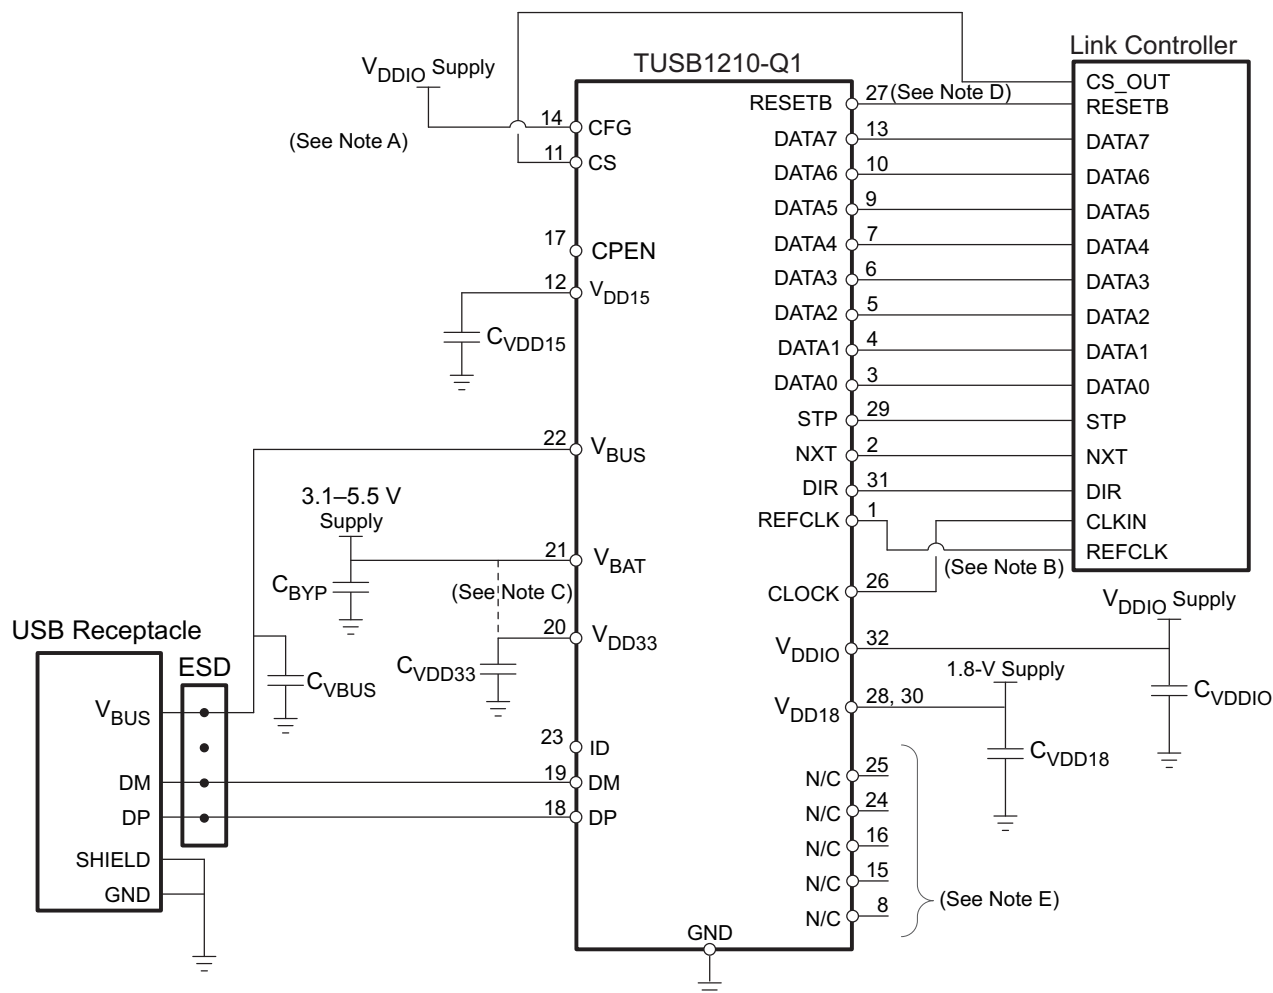 TUSB1210-Q1
Link Controller
VDDIO Supply
(See Note A)
14
CFG
11
CS
17
CPEN
12
VDD15
CVDD15
22
VBUS
3.1–5.5 V
Supply
21
VBAT
CBYP
(See Note C)
20
VDD33
CVDD33
USB Receptacle
ESD
CVBUS
VBUS
DM
DP
SHIELD
GND
23
ID
19
DM
18
DP
GND
RESETB
27
(See Note D)
DATA7
13
DATA6
10
DATA5
9
DATA4
7
DATA3
6
DATA2
5
DATA1
4
DATA0
3
STP
29
NXT
2
DIR
31
REFCLK
1
(See Note B)
CLOCK
26
VDDIO
32
VDD18
28, 30
N/C
25
N/C
24
N/C
16
N/C
15
N/C
8
(See Note E)
CS_OUT
RESETB
DATA7
DATA6
DATA5
DATA4
DATA3
DATA2
DATA1
DATA0
STP
NXT
DIR
CLKIN
REFCLK
VDDIO Supply
CVDDIO
1.8-V Supply
CVDD18